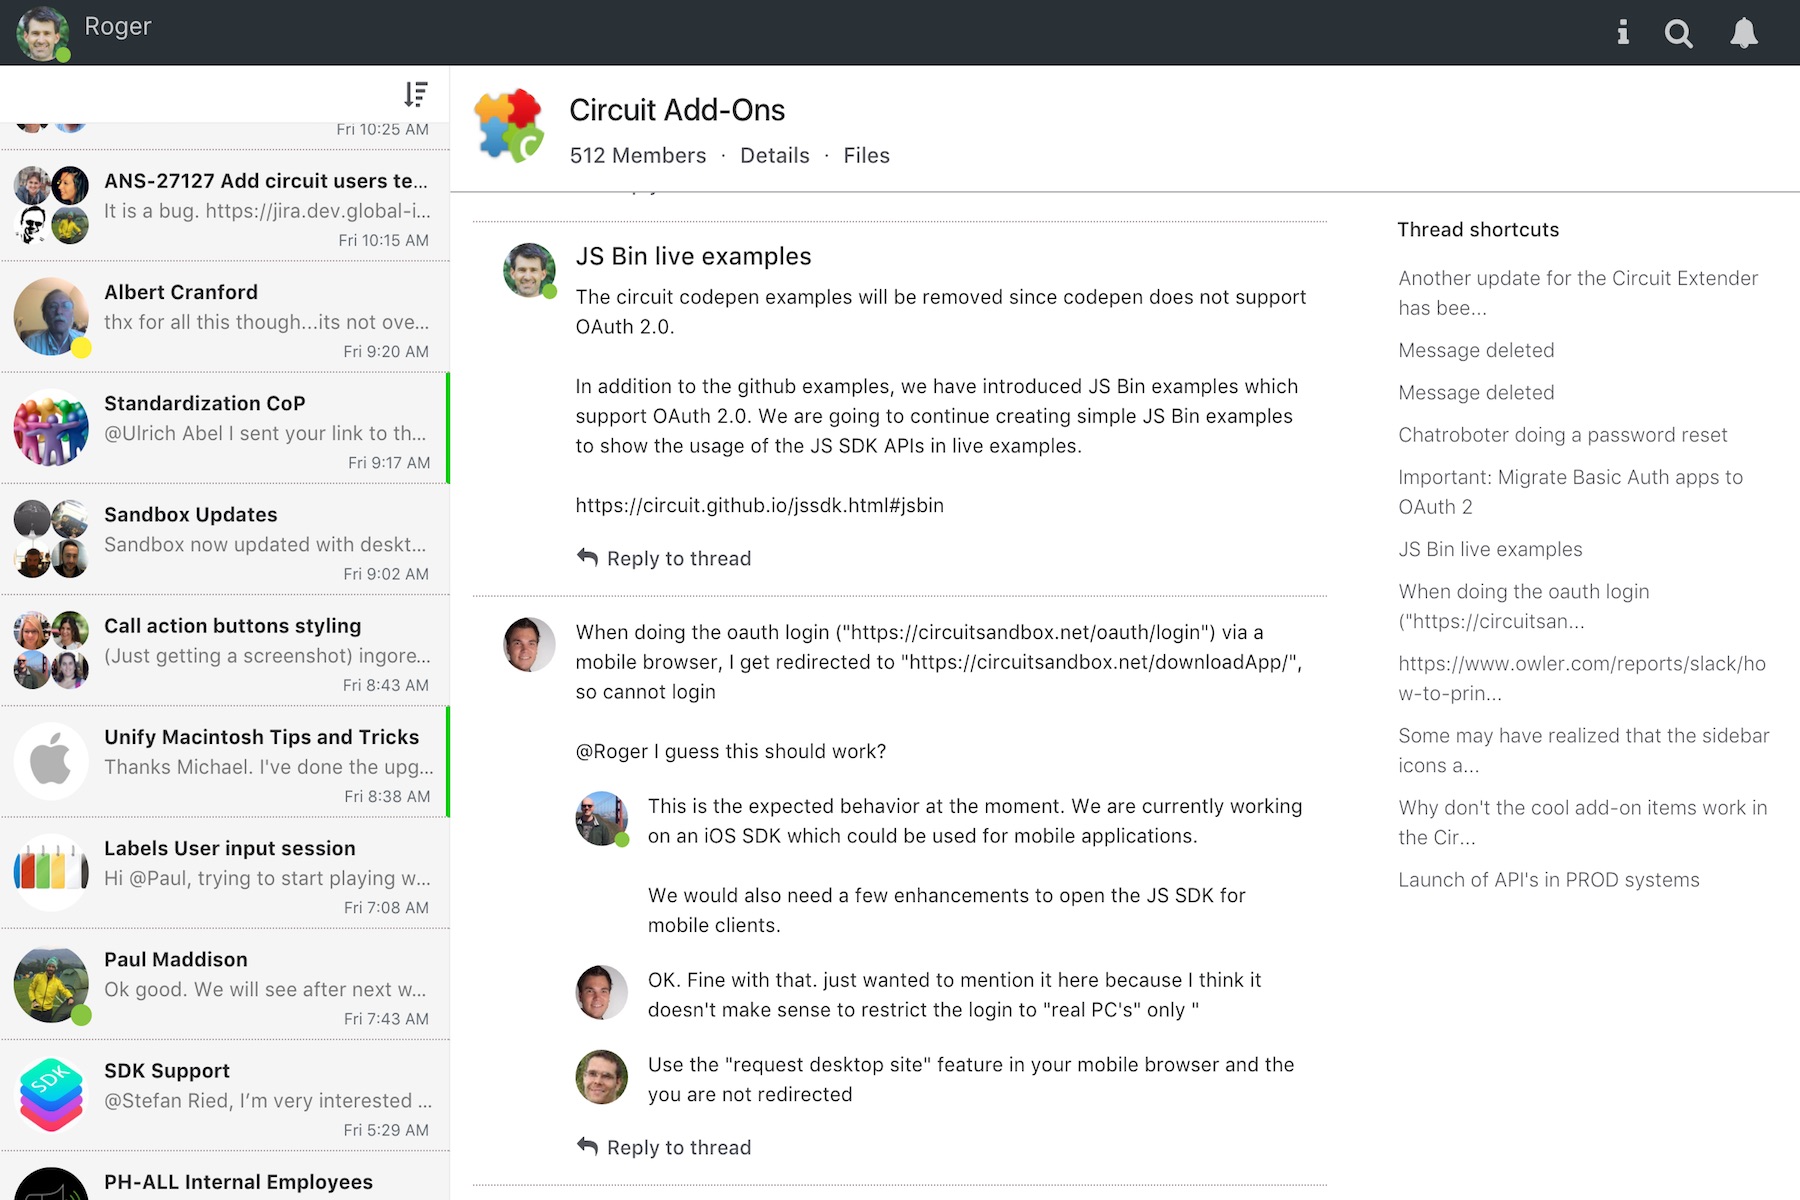 Roger
Fri 10:25 AM
ANS-27127 Add circuit users te...
It is a bug. https://jira.dev.global-i...
Fri 10:15 AM
Albert Cranford
thx for all this though...its not ove...
Fri 9:20 AM
Standardization CoP
@Ulrich Abel I sent your link to th...
Fri 9:17 AM
Sandbox Updates
Sandbox now updated with deskt...
Fri 9:02 AM
Call action buttons styling
(Just getting a screenshot) ingore...
Fri 8:43 AM
Unify Macintosh Tips and Tricks
Thanks Michael. I've done the upg...
Fri 8:38 AM
Labels User input session
Hi @Paul, trying to start playing w...
Fri 7:08 AM
Paul Maddison
Ok good. We will see after next w...
Fri 7:43 AM
SDK
SDK Support
@Stefan Ried, I’m very interested ...
Fri 5:29 AM
PH-ALL Internal Employees
Circuit Add-Ons
512 Members · Details · Files
JS Bin live examples
The circuit codepen examples will be removed since codepen does not support
OAuth 2.0.
In addition to the github examples, we have introduced JS Bin examples which
support OAuth 2.0. We are going to continue creating simple JS Bin examples
to show the usage of the JS SDK APIs in live examples.
https://circuit.github.io/jssdk.html#jsbin
Reply to thread
When doing the oauth login ("https://circuitsandbox.net/oauth/login") via a
mobile browser, I get redirected to "https://circuitsandbox.net/downloadApp/",
so cannot login
@Roger I guess this should work?
This is the expected behavior at the moment. We are currently working
on an iOS SDK which could be used for mobile applications.
We would also need a few enhancements to open the JS SDK for
mobile clients.
OK. Fine with that. just wanted to mention it here because I think it
doesn't make sense to restrict the login to "real PC's" only "
Use the "request desktop site" feature in your mobile browser and the
you are not redirected
Reply to thread
Thread shortcuts
Another update for the Circuit Extender
has bee...
Message deleted
Message deleted
Chatroboter doing a password reset
Important: Migrate Basic Auth apps to
OAuth 2
JS Bin live examples
When doing the oauth login
("https://circuitsan...
https://www.owler.com/reports/slack/ho
w-to-prin...
Some may have realized that the sidebar
icons a...
Why don't the cool add-on items work in
the Cir...
Launch of API's in PROD systems